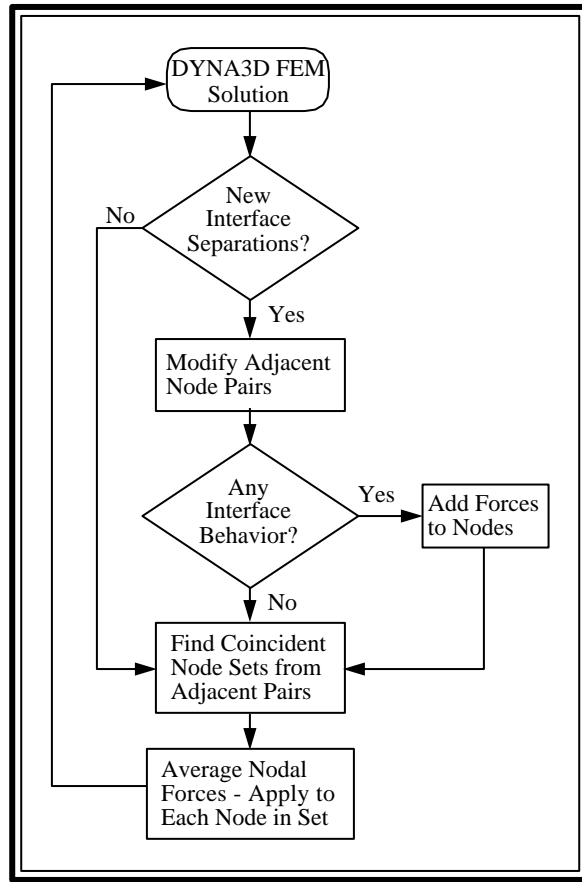 DYNA3D FEM
Solution
New
Interface
Separations?
No
Yes
Modify Adjacent
Node Pairs
Any
Interface
Behavior?
Yes
Add Forces
to Nodes
No
Find Coincident
Node Sets from
Adjacent Pairs
Average Nodal
Forces - Apply to
Each Node in Set